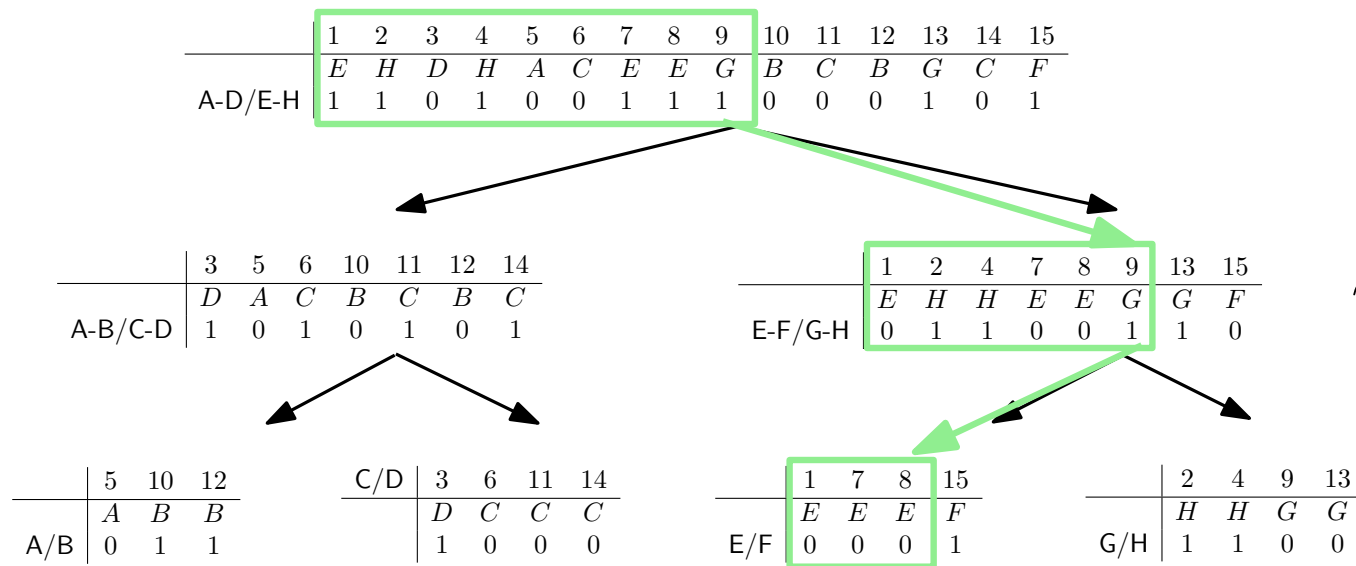 1 2 3 4 5 6 7 8 9 10 11 12 13 14 15
E H D H A C E E G B C B G C F
A-D/E-H 1 1 0 1 0 0 1 1 1 0 0 0 1 0 1
3 5 6 10 11 12 14
D A C B C B C
A-B/C-D 1 0 1 0 1 0 1
1 2 4 7 8 9 13 15
E H H E E G G F
E-F/G-H 0 1 1 0 0 1 1 0
5 10 12
A B B
A/B 0 1 1
C/D 3 6 11 14
D C C C
1 0 0 0
1 7 8 15
E E E F
E/F 0 0 0 1
2 4 9 13
H H G G
G/H 1 1 0 0